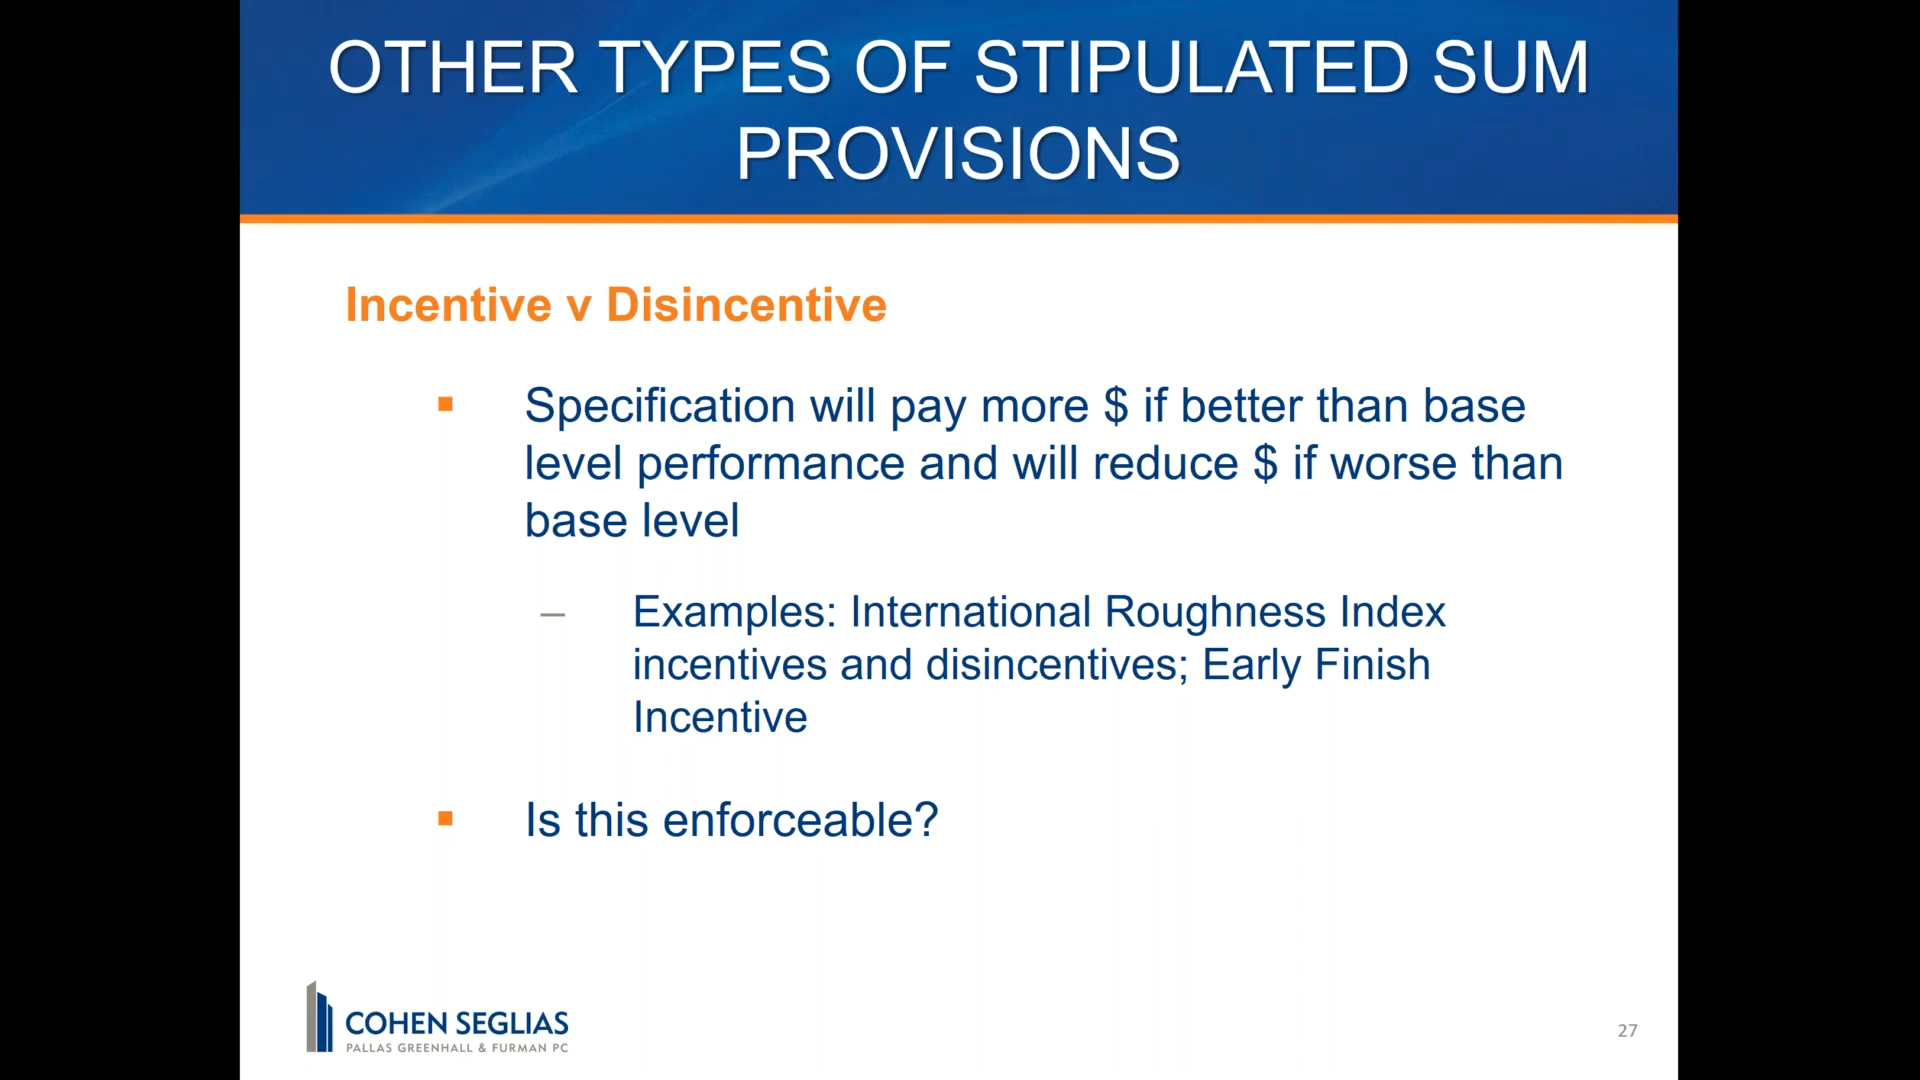 OTHER TYPES OF STIPULATED SUM
PROVISIONS
Incentive v Disincentive
▪ Specification will pay more $ if better than base
level performance and will reduce $ if worse than
base level
– Examples: International Roughness Index
incentives and disincentives; Early Finish
Incentive
▪ Is this enforceable?
COHEN SEGLIAS
PALLAS GREENHALL & FURMAN PC
27